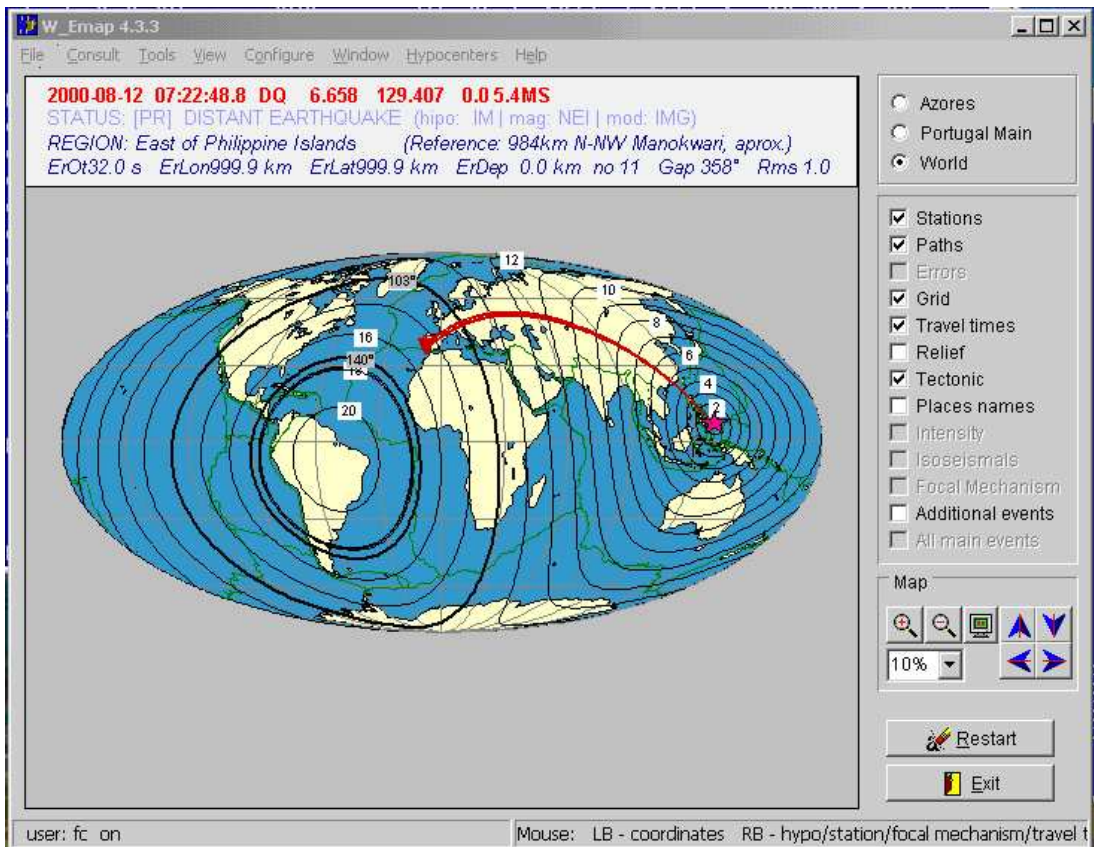 W_Emap 4.3.3
File Consult Tools View Configure Window Hypocenters Help
2000-08-12 07:22:48.8 DQ 6.658 129.407 0.0 5.4MS
STATUS: [PR] DISTANT EARTHQUAKE (hipo: IM | mag: NEI | mod: IMG)
REGION: East of Philippine Islands (Reference: 984km N-NW Manokwari, aprox.)
ErOt32.0 s ErLon999.9 km ErLat999.9 km ErDep 0.0 km no 11 Gap 358° Rms 1.0
12
103°
10
8
16
6
140°
4
2
20
Azores
Portugal Main
World
Stations
Paths
Errors
Grid
Travel times
Relief
Tectonic
Places names
Intensity
Isoseismals
Focal Mechanism
Additional events
All main events
Map
10%
Restart
Exit
user: fc on
Mouse: LB - coordinates RB - hypo/station/focal mechanism/travel t